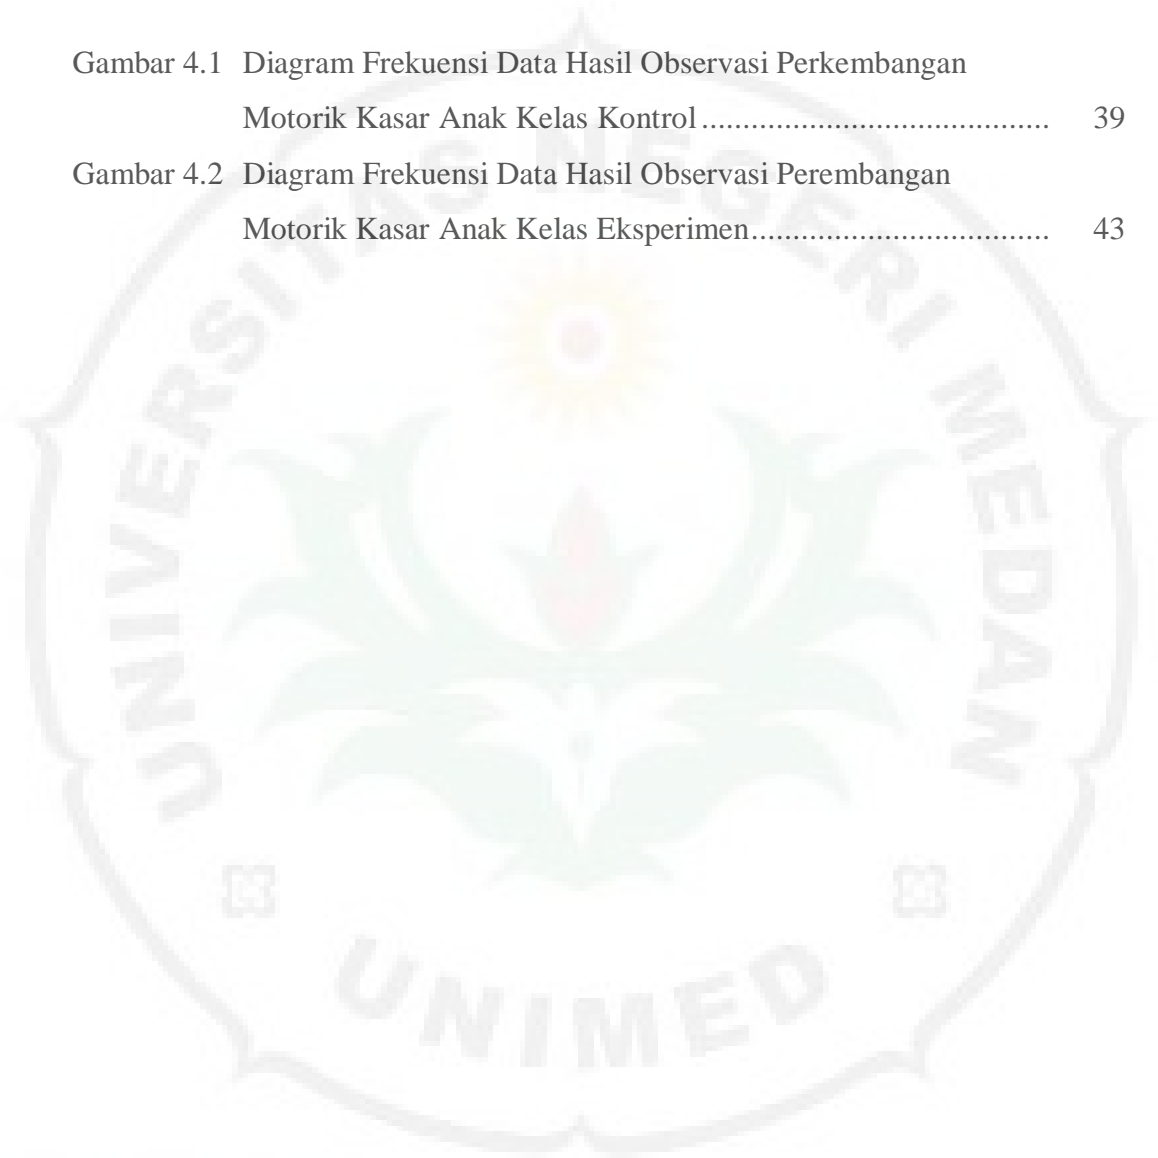 Gambar 4.1 Diagram Frekuensi Data Hasil Observasi Perkembangan
Motorik Kasar Anak Kelas Kontrol.......................................... 39
Gambar 4.2 Diagram Frekuensi Data Hasil Observasi Perembangan
Motorik Kasar Anak Kelas Eksperimen.................................... 43
UNIVERSITAS NEGERI MEDAN
UNIMED